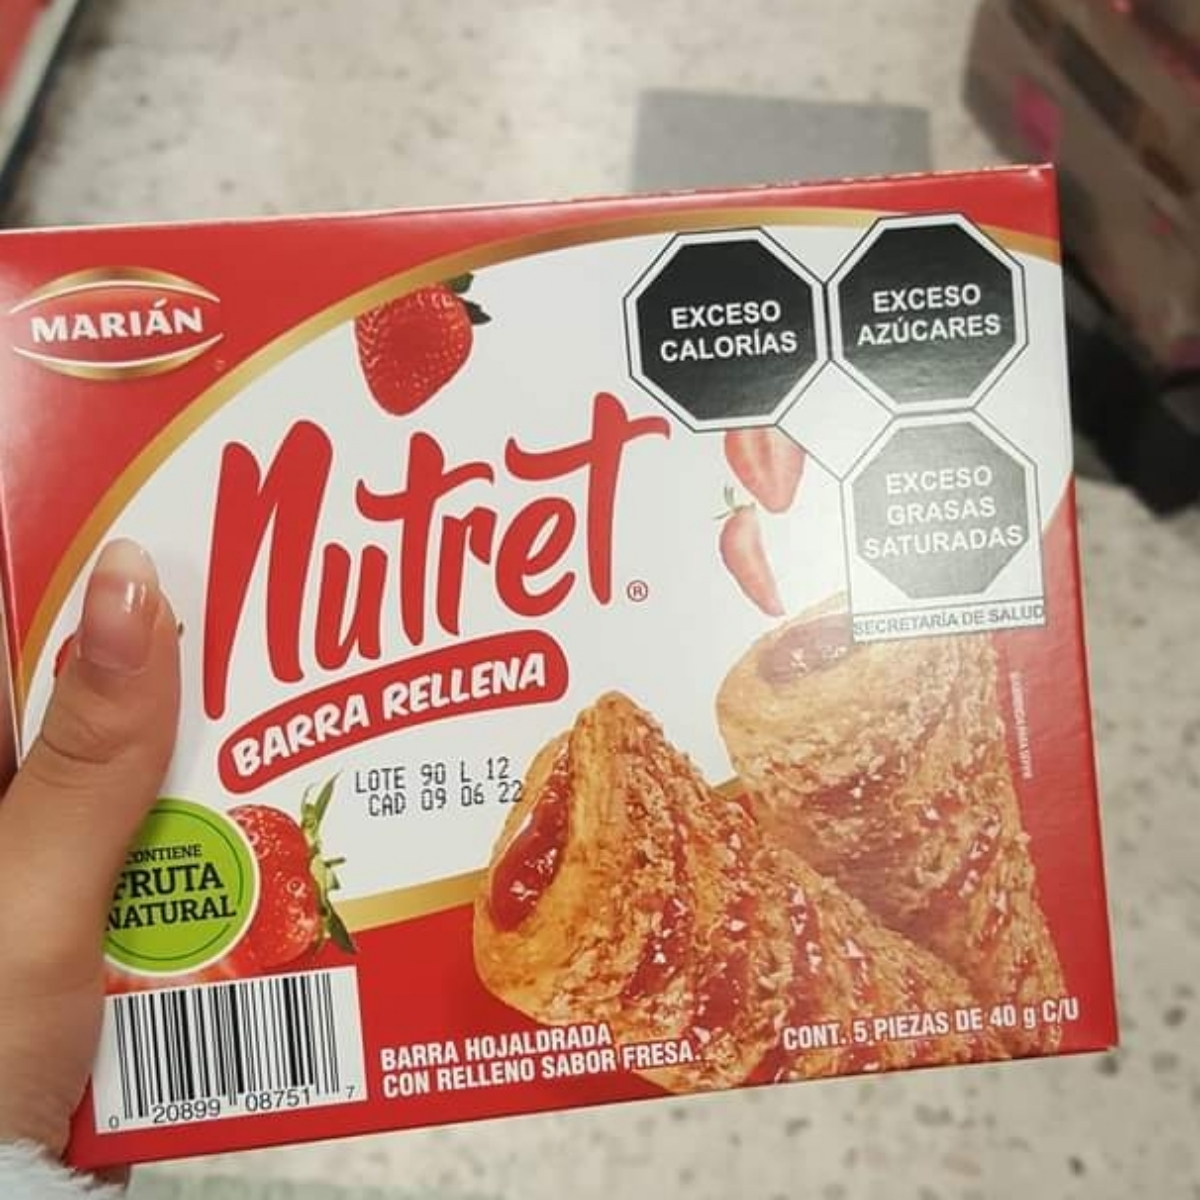 MARIÁN
Nutret®
BARRA RELLENA
EXCESO
CALORÍAS
EXCESO
AZÚCARES
EXCESO
GRASAS
SATURADAS
SECRETARÍA DE SALUD
LOTE 90 L 12
CAD 09 06 22
CONTIENE
FRUTA
NATURAL
BARRA HOJALDRADA
CON RELLENO SABOR FRESA.
CONT. 5 PIEZAS DE 40 g C/U
0 20899 08751 7